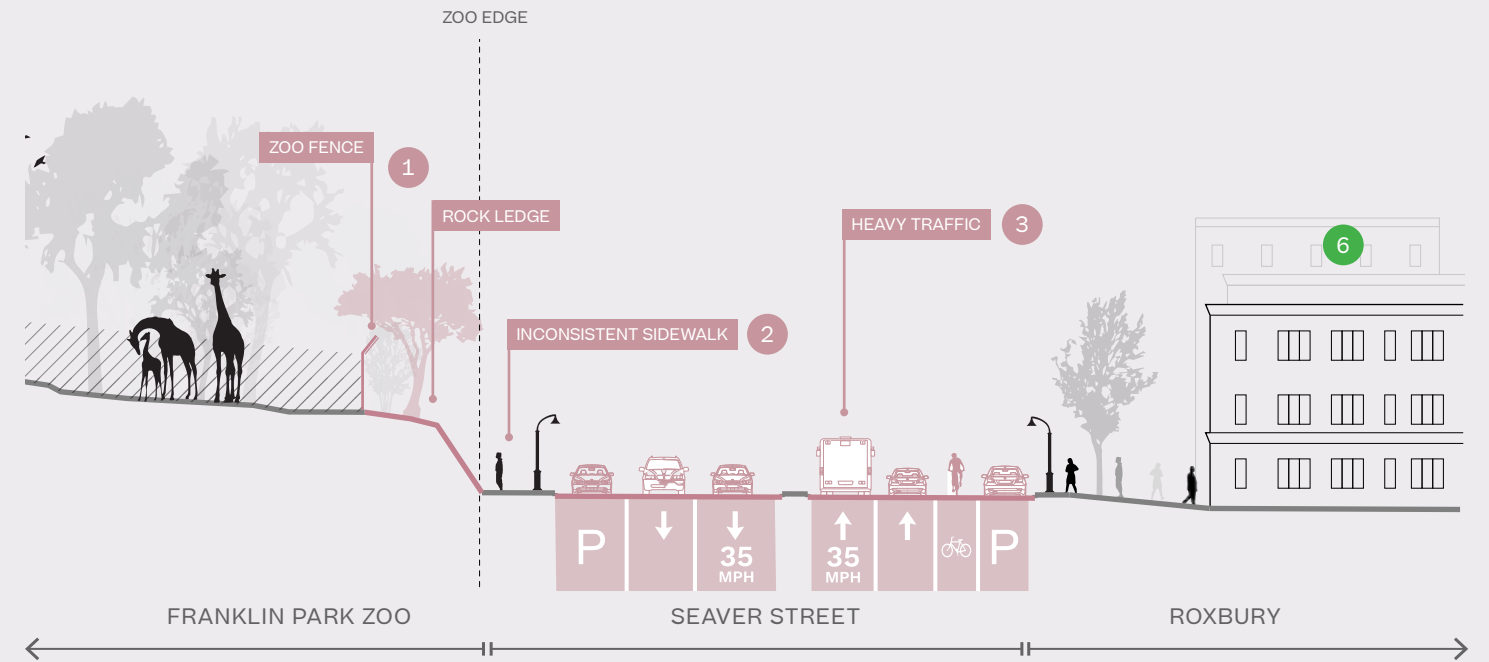 ZOO EDGE
ZOO FENCE
1
ROCK LEDGE
HEAVY TRAFFIC 3
6
INCONSISTENT SIDEWALK 2
P
35
MPH
35
MPH
P
FRANKLIN PARK ZOO
SEAVER STREET
ROXBURY